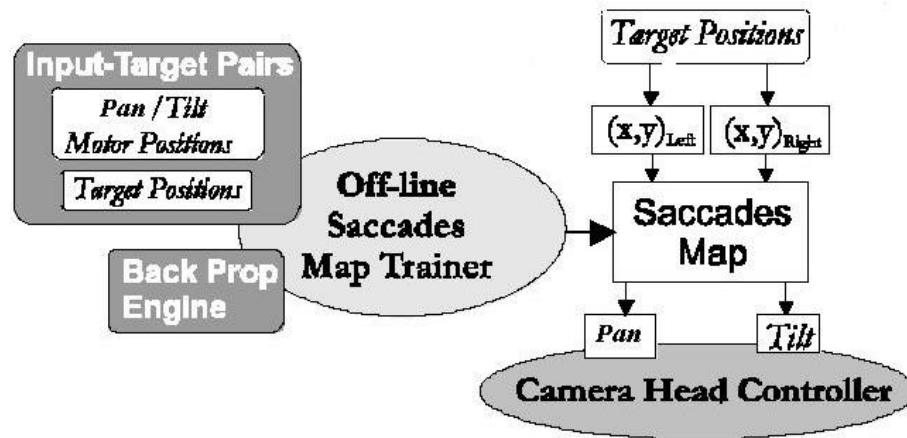 Input-Target Pairs
Pan / Tilt
Motor Positions
Target Positions
Back Prop
Engine
Off-line
Saccades
Map Trainer
Target Positions
(x,y)Left
(x,y)Right
Saccades
Map
Pan
Tilt
Camera Head Controller